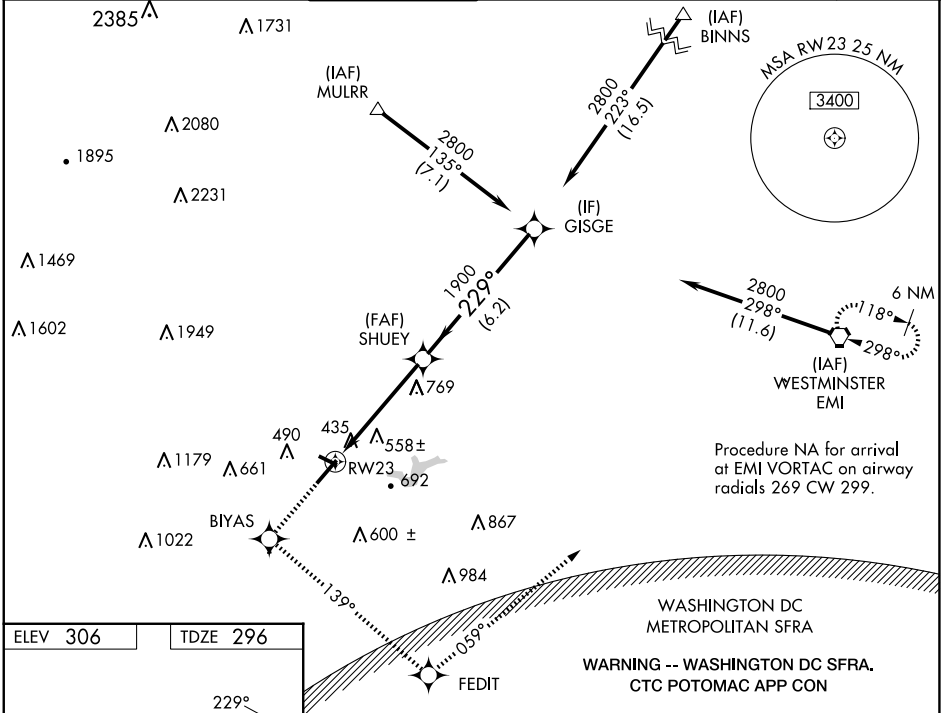 2385
1731
(IAF)
BINNS
MSA RW23 25 NM
3400
(IAF)
MULRR
2800
223°
(16.5)
2080
1895
2800
135°
(7.1)
2231
(IF)
GISGE
1469
1900
229°
(6.2)
2800
298°
(11.6)
6 NM
118°
298°
1602
1949
(FAF)
SHUEY
(IAF)
WESTMINSTER
EMI
769
435
490
558±
RW23
1179
661
692
Procedure NA for arrival
at EMI VORTAC on airway
radials 269 CW 299.
BIYAS
867
600 ±
1022
984
139°
059°
WASHINGTON DC
METROPOLITAN SFRA
ELEV 306
TDZE 296
WARNING -- WASHINGTON DC SFRA.
CTC POTOMAC APP CON
FEDIT
229°